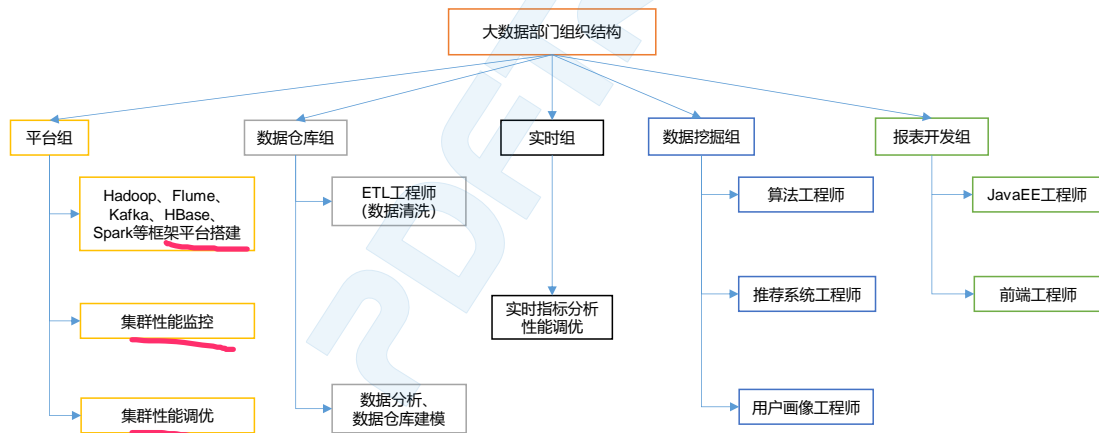 大数据部门组织结构
平台组
数据仓库组
实时组
数据挖掘组
报表开发组
Hadoop、Flume、
Kafka、HBase、
Spark等框架平台搭建
ETL工程师
（数据清洗）
算法工程师
JavaEE工程师
集群性能监控
实时指标分析
性能调优
推荐系统工程师
前端工程师
集群性能调优
数据分析、
数据仓库建模
用户画像工程师